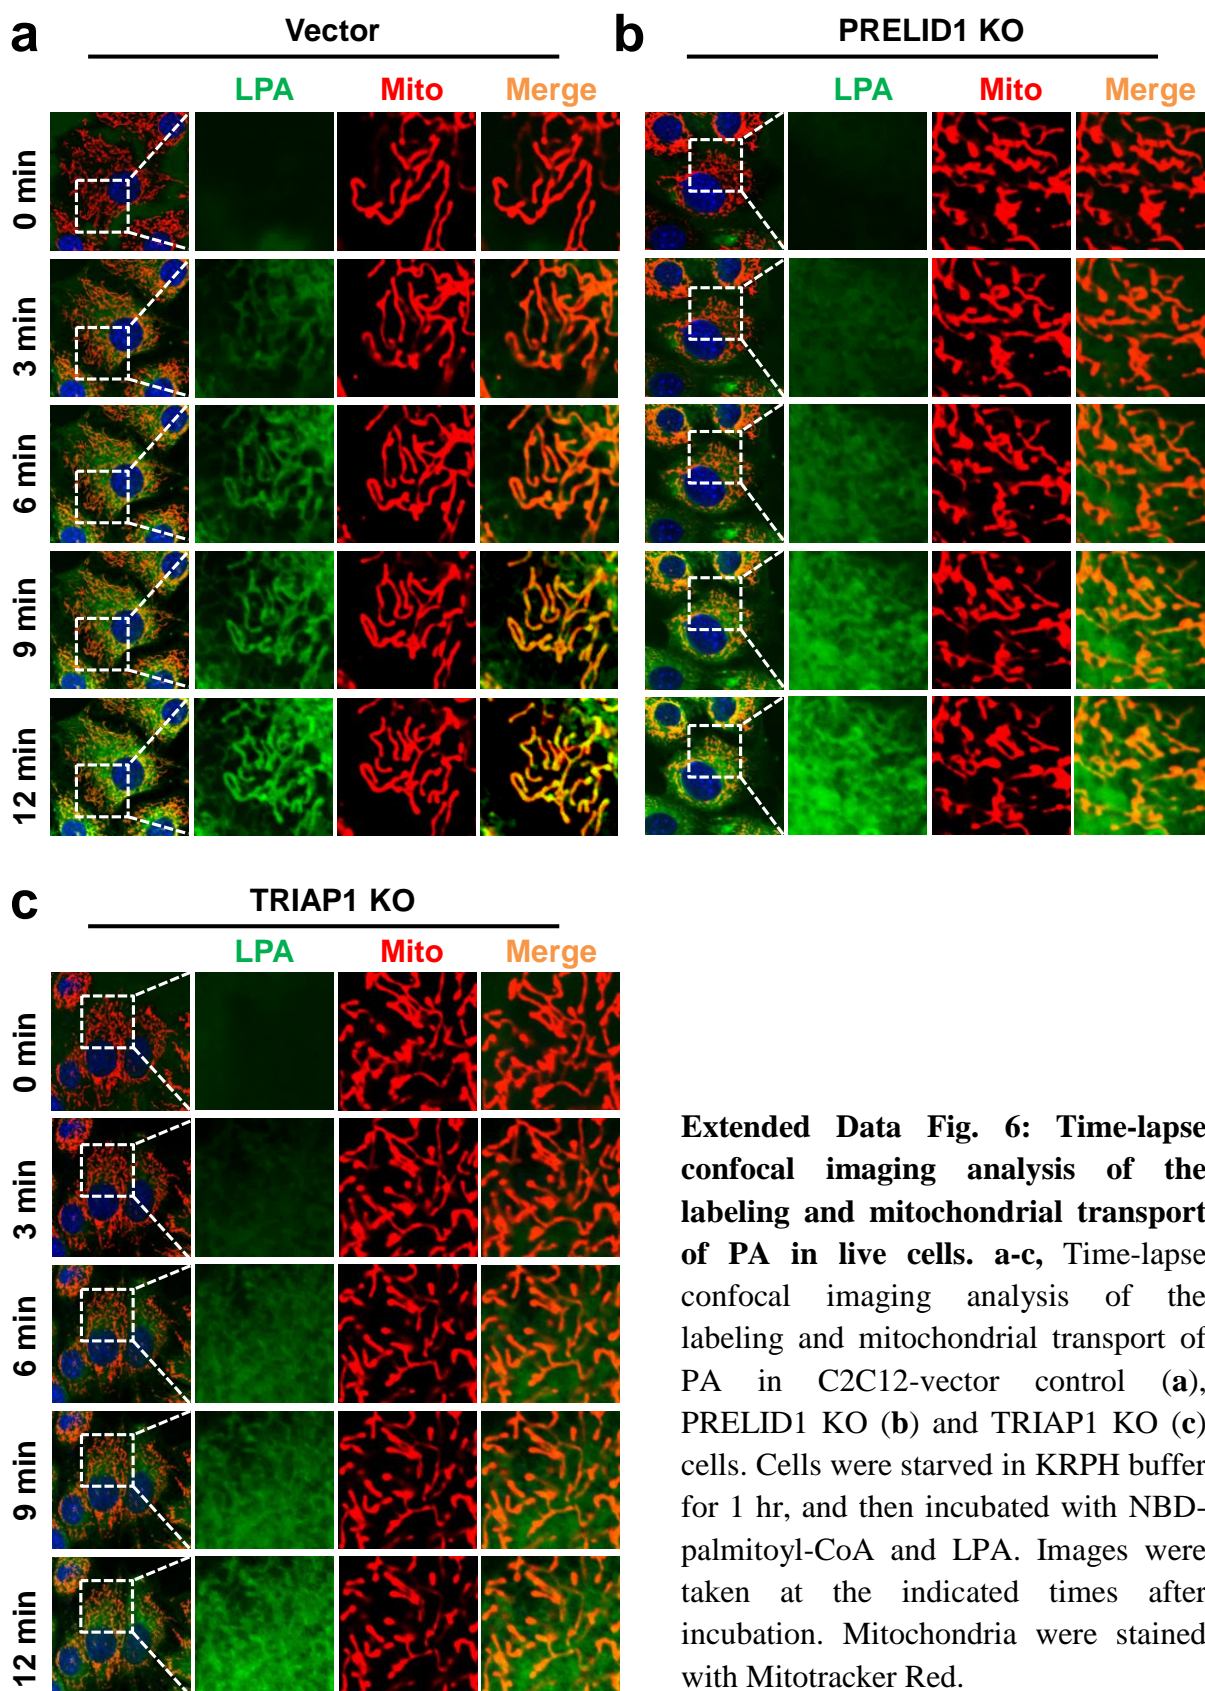 a
Vector
LPA Mito Merge
0 min
3 min
6 min
9 min
12 min
b
PRELID1 KO
LPA Mito Merge
c
TRIAP1 KO
LPA Mito Merge
0 min
3 min
6 min
9 min
12 min
Extended Data Fig. 6: Time-lapse
confocal imaging analysis of the
labeling and mitochondrial transport
of PA in live cells. a-c, Time-lapse
confocal imaging analysis of the
labeling and mitochondrial transport of
PA in C2C12-vector control (a),
PRELID1 KO (b) and TRIAP1 KO (c)
cells. Cells were starved in KRPH buffer
for 1 hr, and then incubated with NBD-
palmitoyl-CoA and LPA. Images were
taken at the indicated times after
incubation. Mitochondria were stained
with Mitotracker Red.